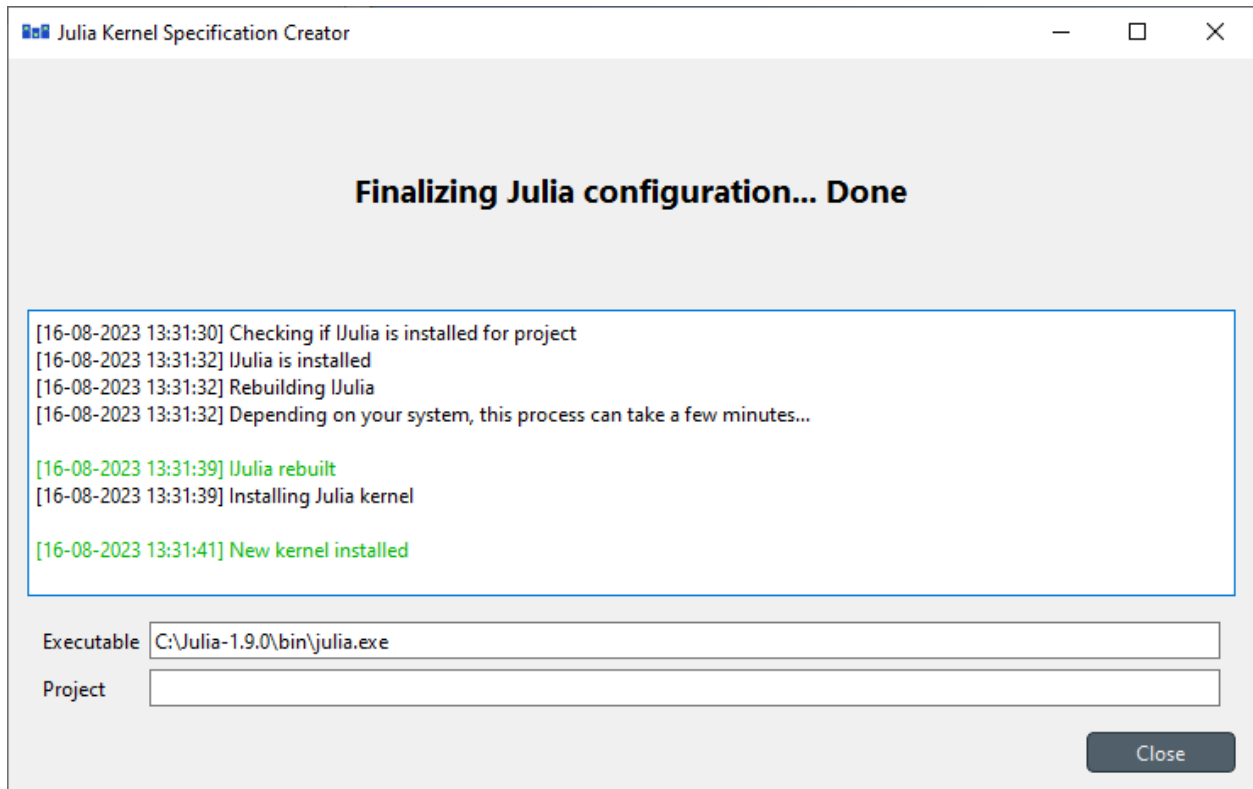 Julia Kernel Specification Creator
Finalizing Julia configuration... Done
[16-08-2023 13:31:30] Checking if IJulia is installed for project
[16-08-2023 13:31:32] IJulia is installed
[16-08-2023 13:31:32] Rebuilding IJulia
[16-08-2023 13:31:32] Depending on your system, this process can take a few minutes...
[16-08-2023 13:31:39] IJulia rebuilt
[16-08-2023 13:31:39] Installing Julia kernel
[16-08-2023 13:31:41] New kernel installed
Executable C:\Julia-1.9.0\bin\julia.exe
Project
Close